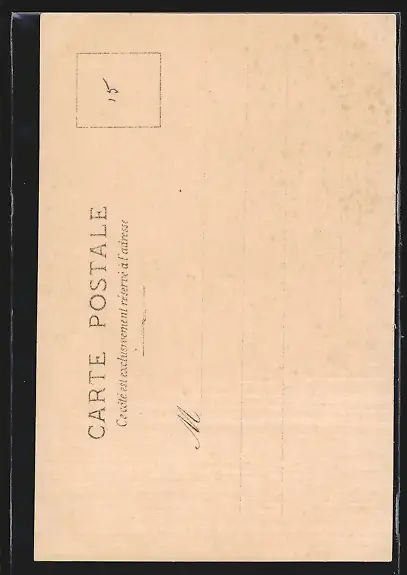 15
CARTE POSTALE
Ce côté est exclusivement réservé à l'adresse
M